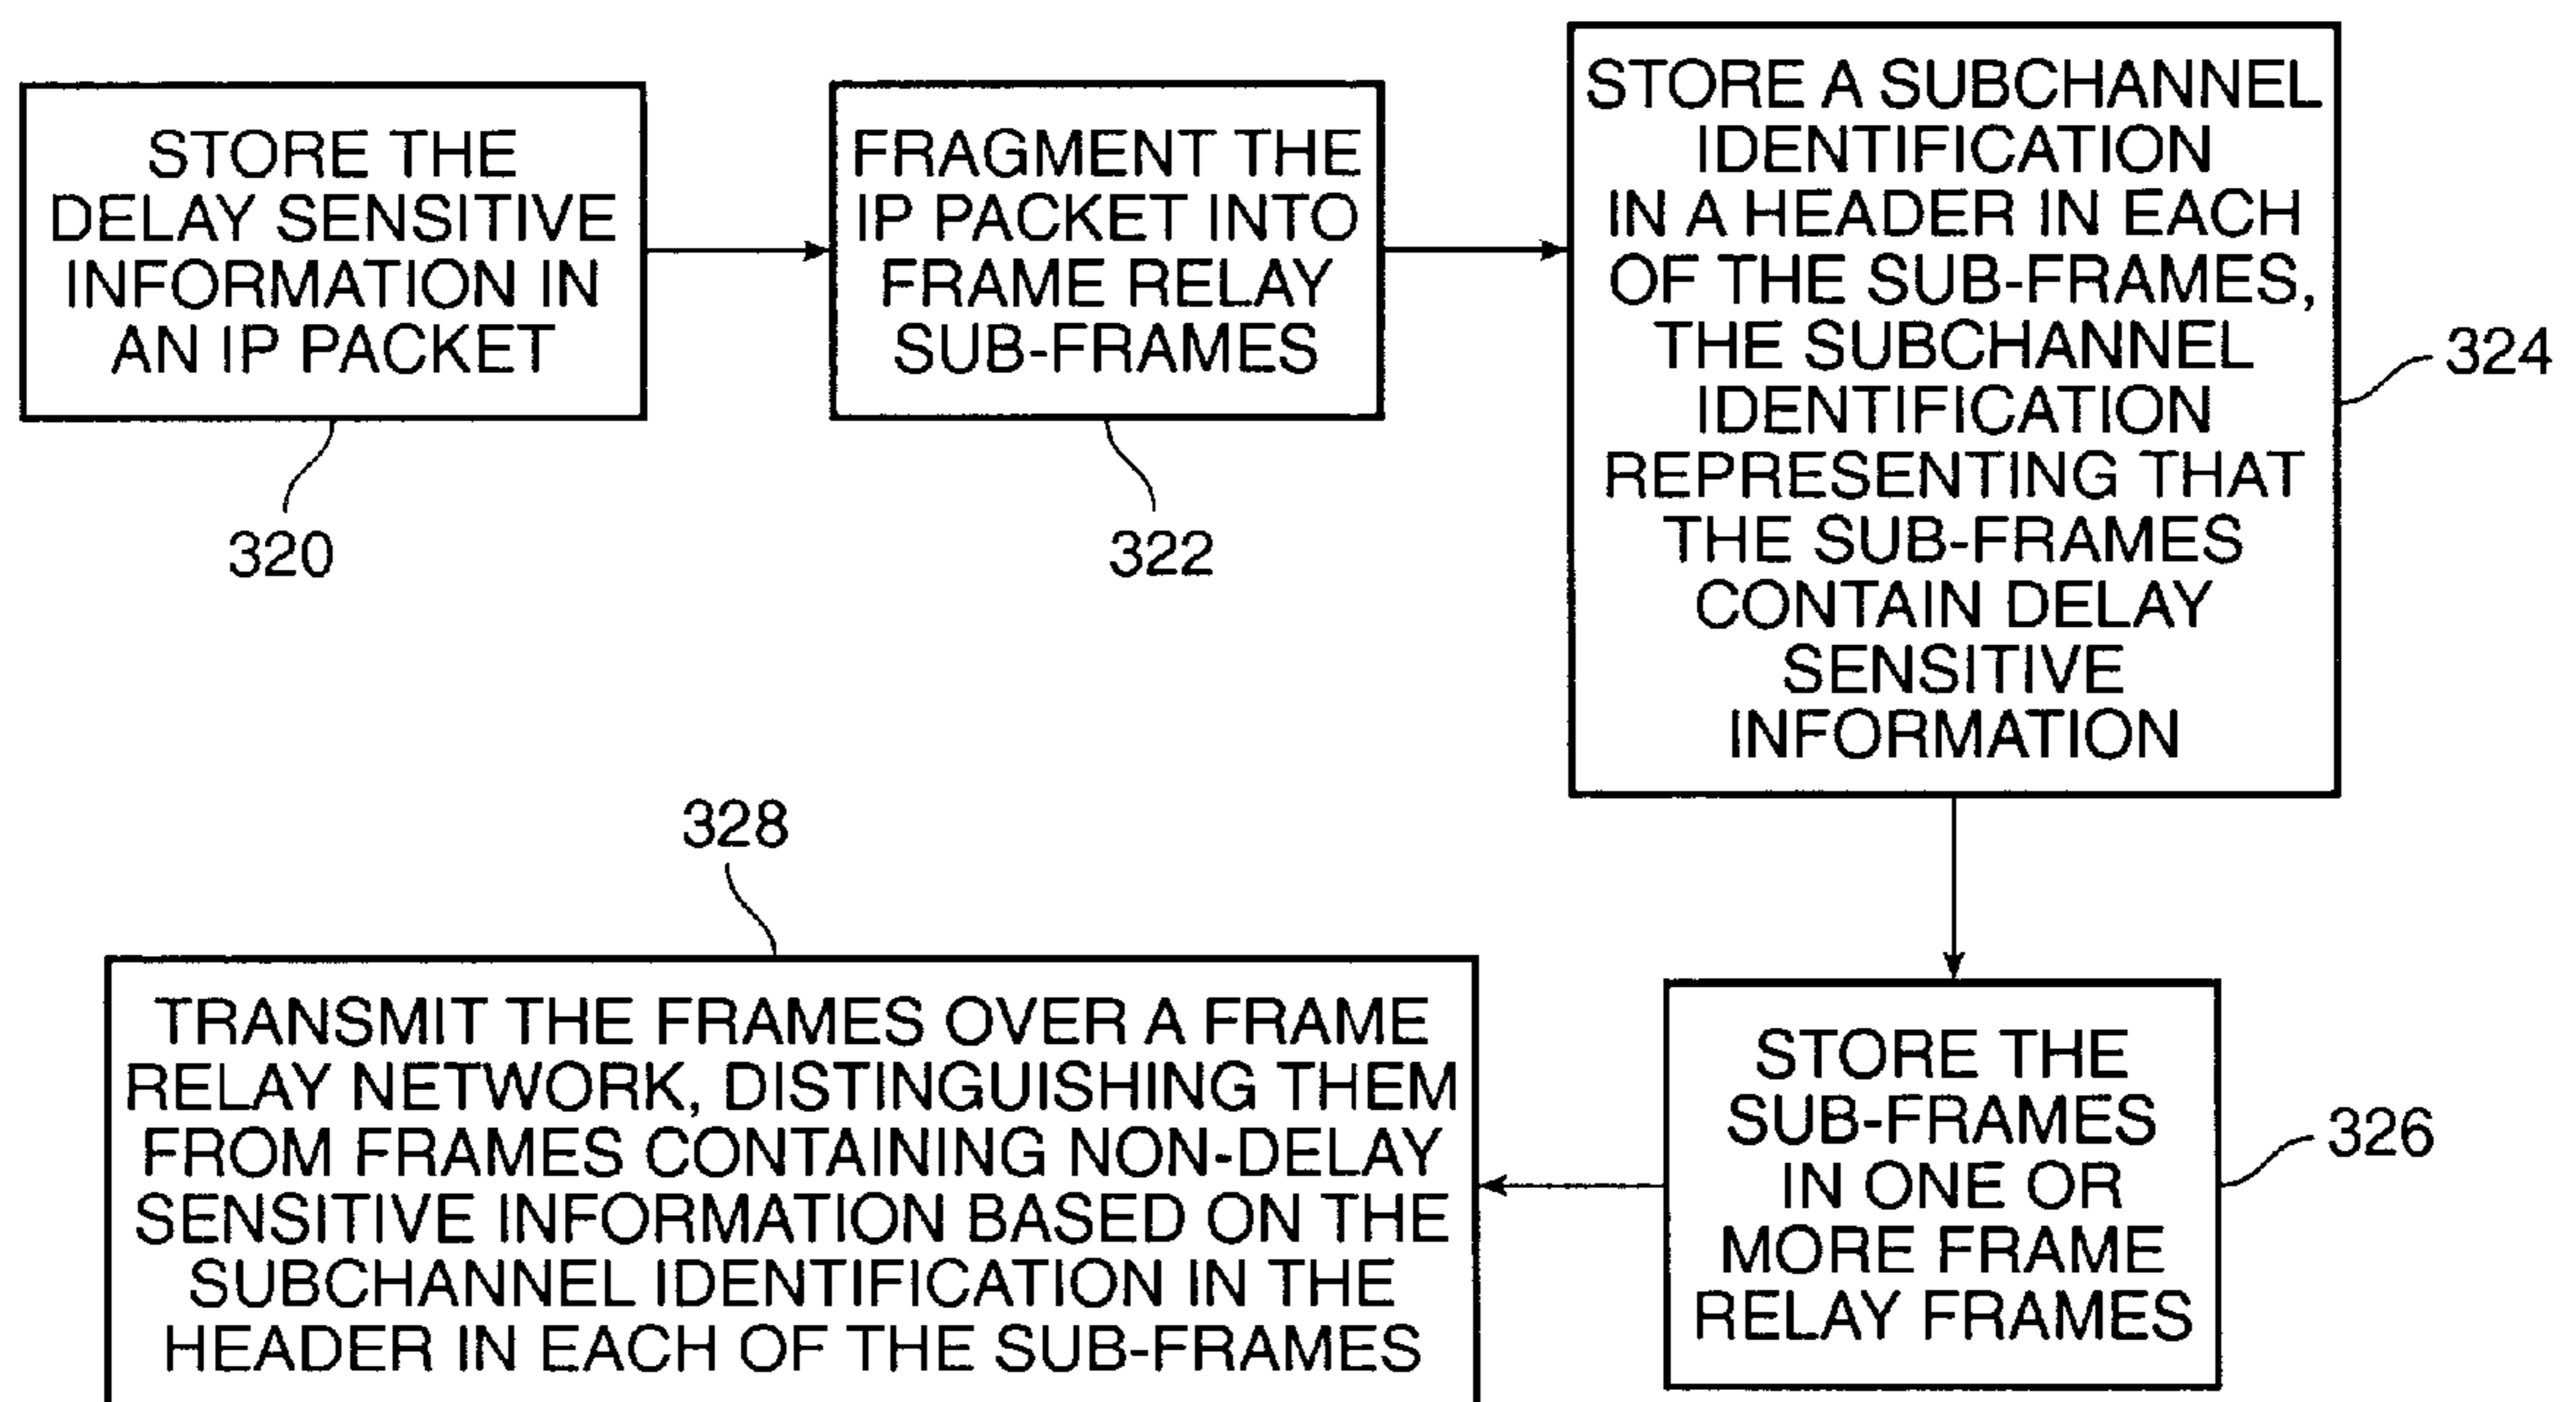 STORE THE
DELAY SENSITIVE
INFORMATION IN
AN IP PACKET
320
FRAGMENT THE
IP PACKET INTO
FRAME RELAY
SUB-FRAMES
322
STORE A SUBCHANNEL
IDENTIFICATION
IN A HEADER IN EACH
OF THE SUB-FRAMES,
THE SUBCHANNEL
IDENTIFICATION
REPRESENTING THAT
THE SUB-FRAMES
CONTAIN DELAY
SENSITIVE
INFORMATION
324
STORE THE
SUB-FRAMES
IN ONE OR
MORE FRAME
RELAY FRAMES
326
328
TRANSMIT THE FRAMES OVER A FRAME
RELAY NETWORK, DISTINGUISHING THEM
FROM FRAMES CONTAINING NON-DELAY
SENSITIVE INFORMATION BASED ON THE
SUBCHANNEL IDENTIFICATION IN THE
HEADER IN EACH OF THE SUB-FRAMES